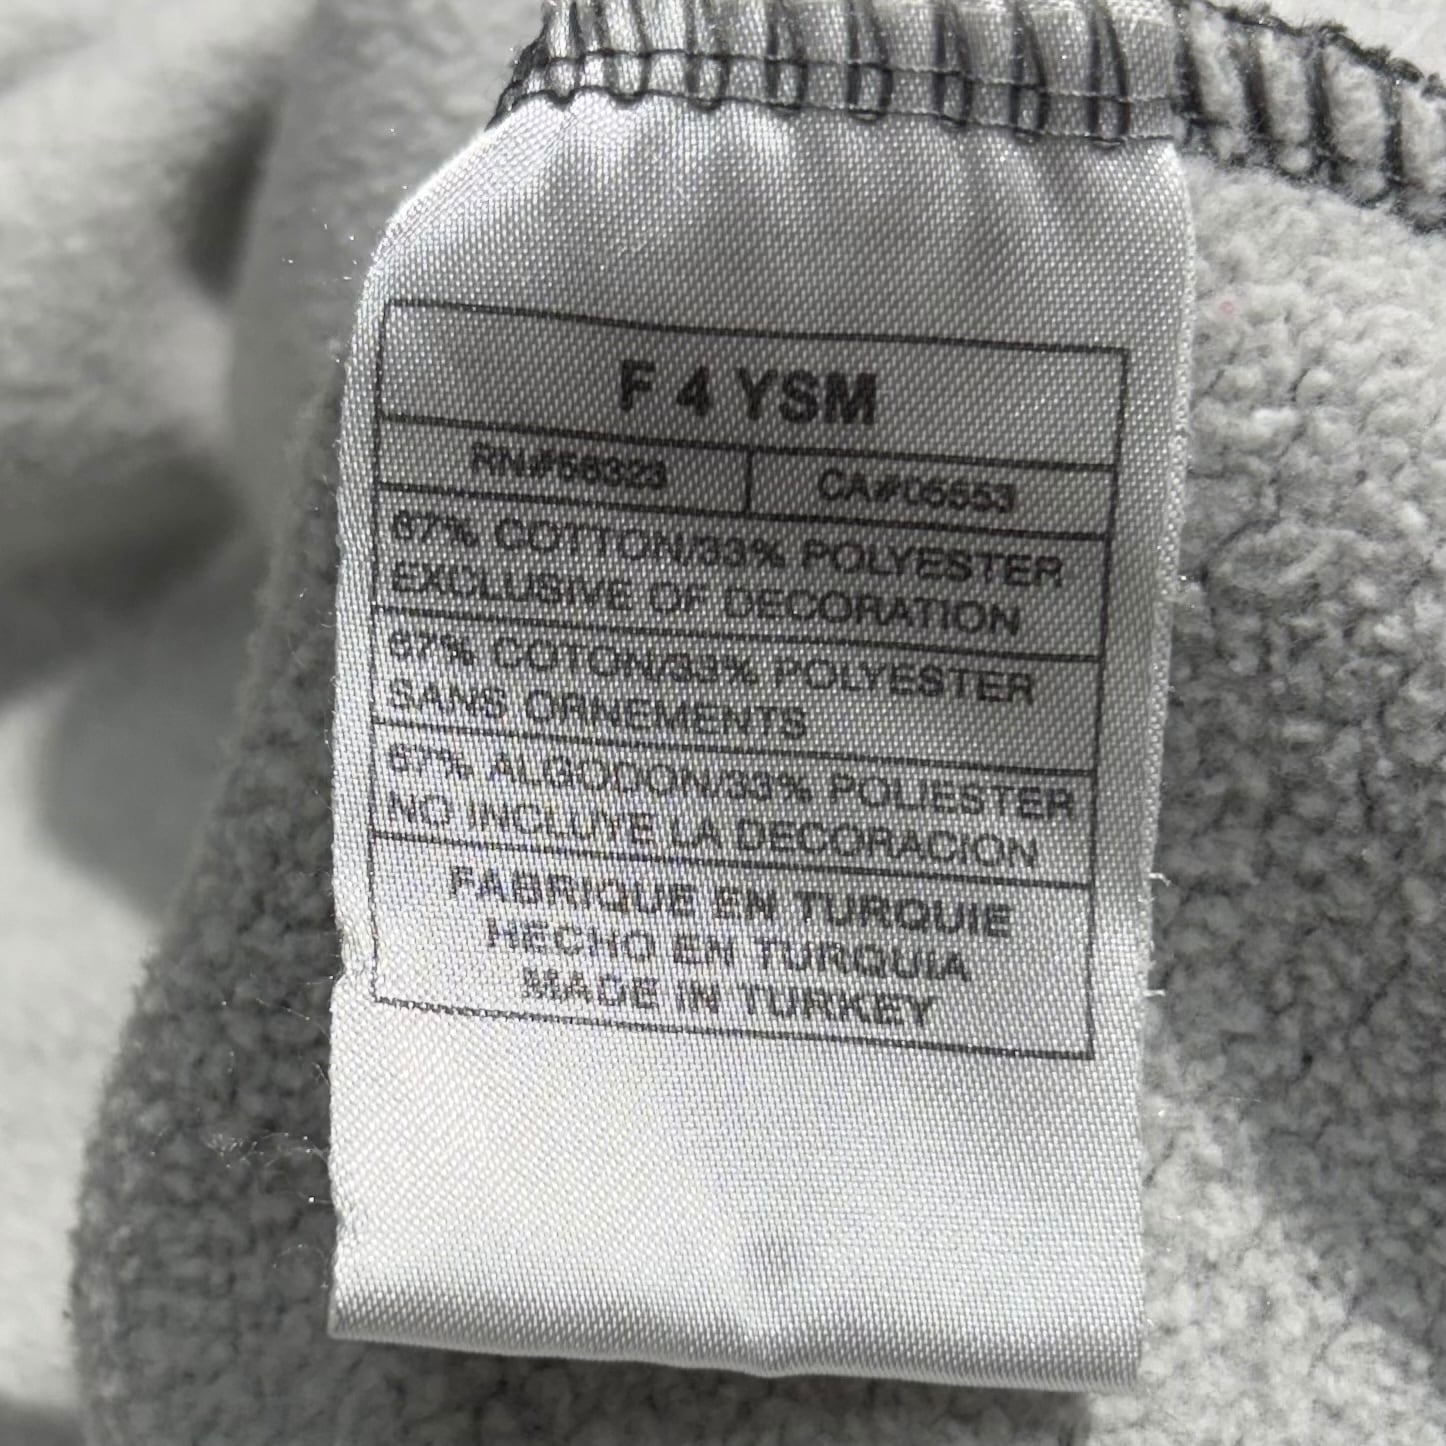 F 4 YSM
RN#56323 CA#05553
67% COTTON/33% POLYESTER
EXCLUSIVE OF DECORATION
67% COTON/33% POLYESTER
SANS ORNEMENTS
67% ALGODON/33% POLIESTER
NO INCLUYE LA DECORACION
FABRIQUE EN TURQUIE
HECHO EN TURQUIA
MADE IN TURKEY